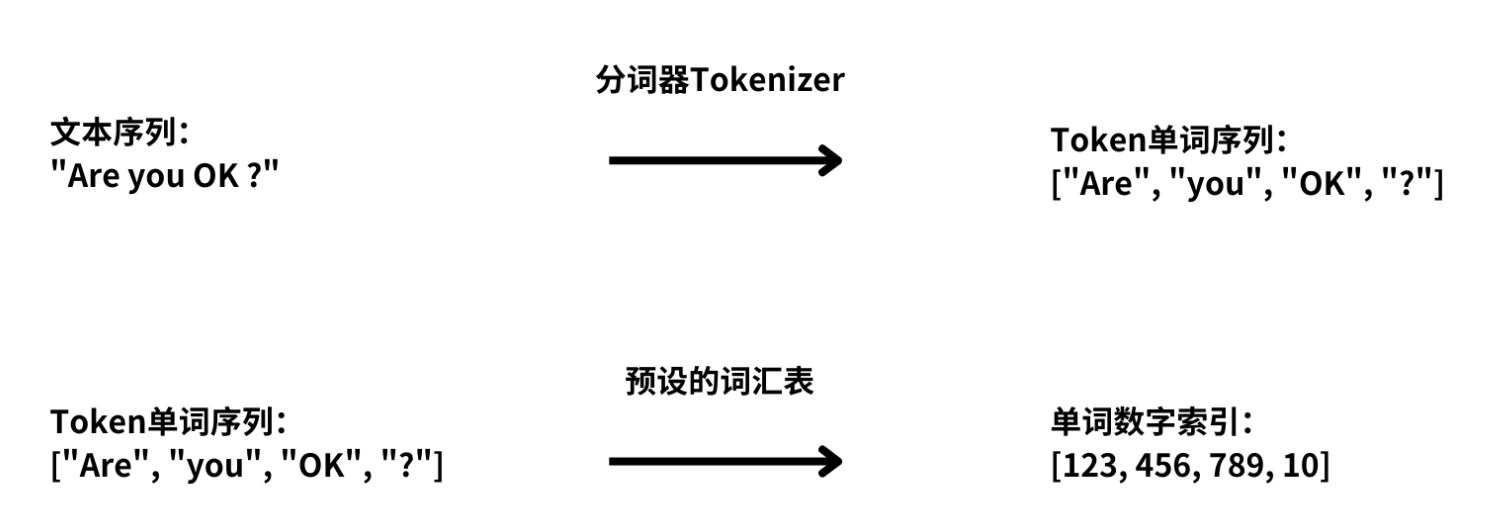 分词器Tokenizer
文本序列：
"Are you OK ?"
Token单词序列：
["Are", "you", "OK", "?"]
预设的词汇表
Token单词序列：
["Are", "you", "OK", "?"]
单词数字索引：
[123, 456, 789, 10]